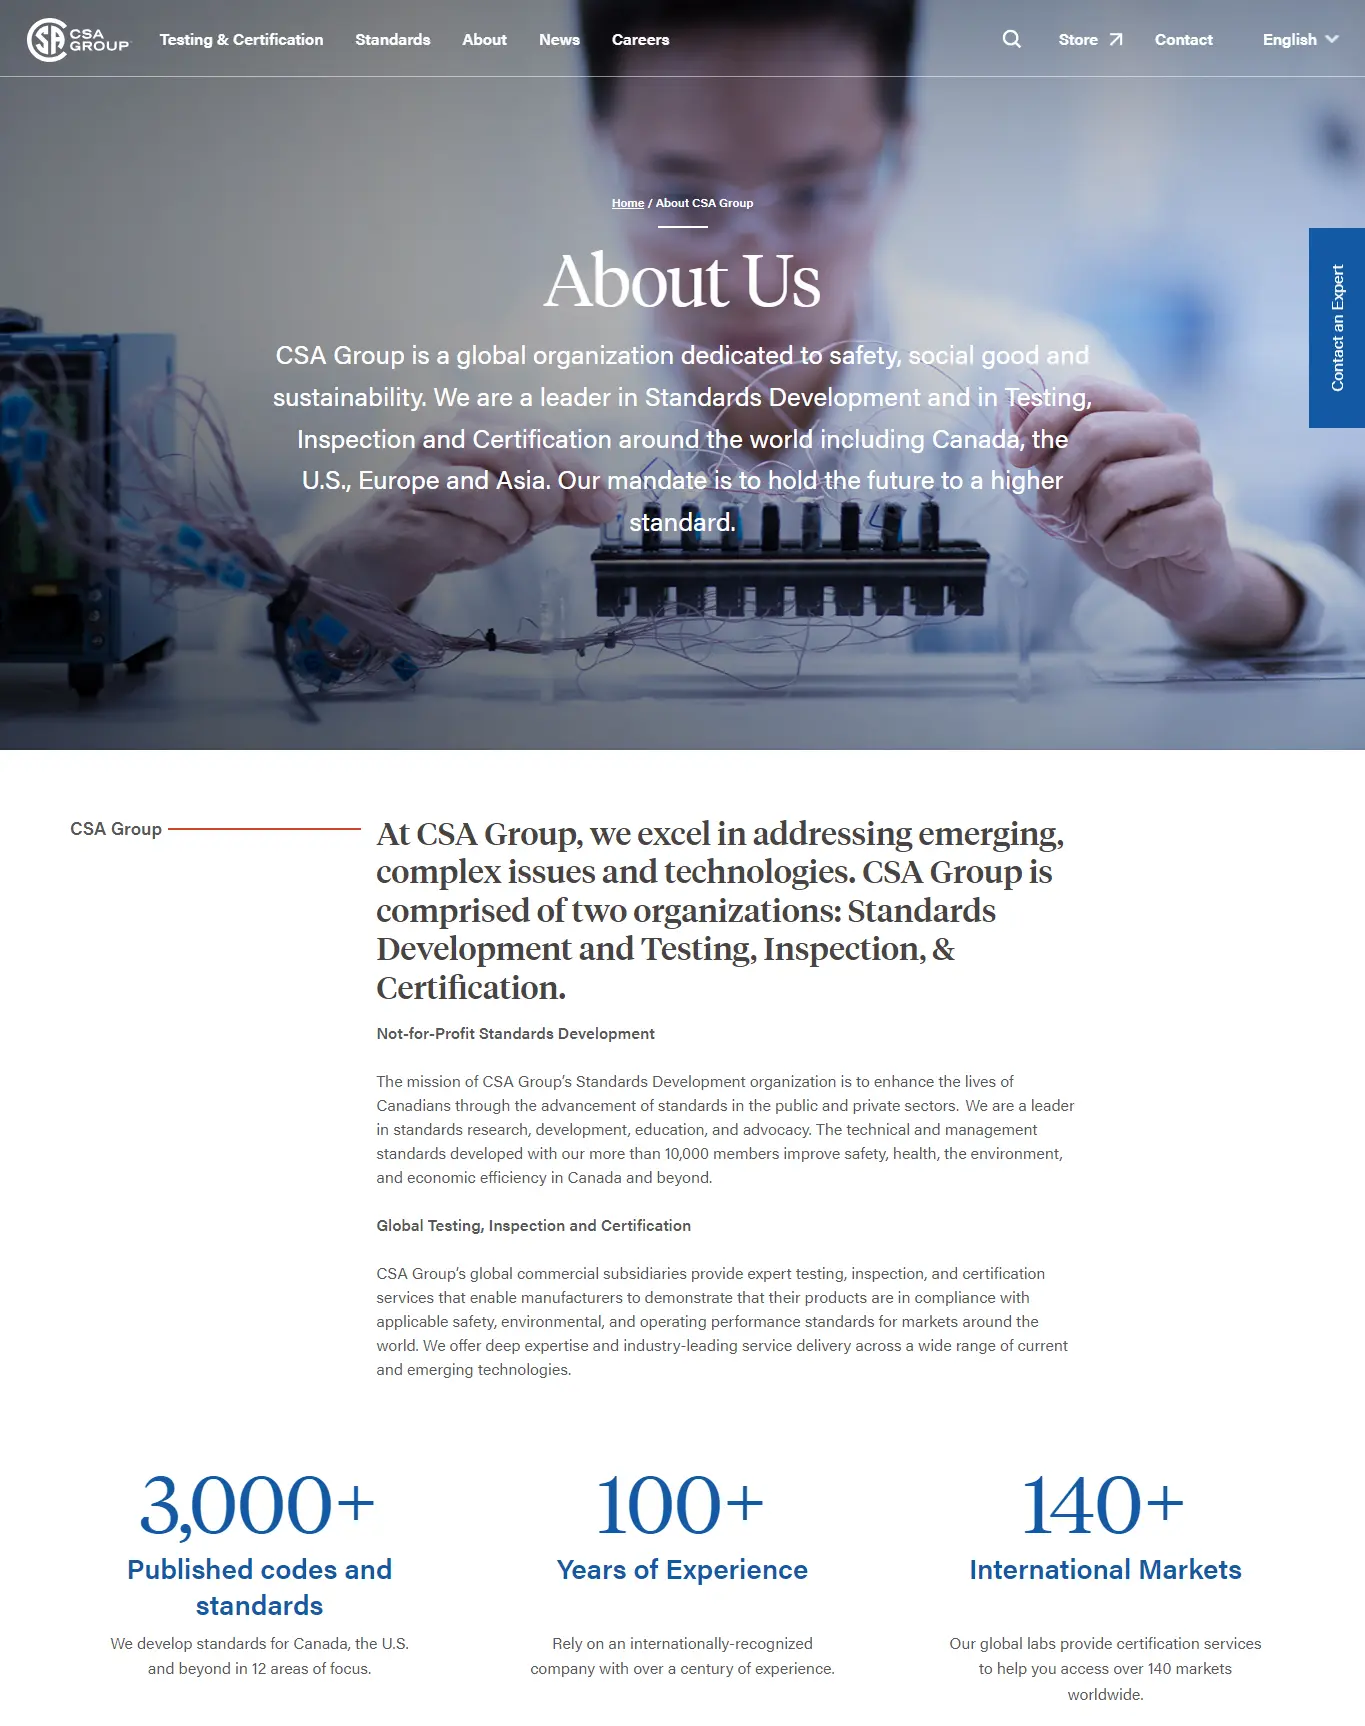 CSA
GROUP
Testing & Certification
Standards
About
News
Careers
Store
Contact
English
Home / About CSA Group
About Us
CSA Group is a global organization dedicated to safety, social good and
sustainability. We are a leader in Standards Development and in Testing,
Inspection and Certification around the world including Canada, the
U.S., Europe and Asia. Our mandate is to hold the future to a higher
standard.
Contact an Expert
CSA Group
At CSA Group, we excel in addressing emerging,
complex issues and technologies. CSA Group is
comprised of two organizations: Standards
Development and Testing, Inspection, &
Certification.
Not-for-Profit Standards Development
The mission of CSA Group’s Standards Development organization is to enhance the lives of
Canadians through the advancement of standards in the public and private sectors. We are a leader
in standards research, development, education, and advocacy. The technical and management
standards developed with our more than 10,000 members improve safety, health, the environment,
and economic efficiency in Canada and beyond.
Global Testing, Inspection and Certification
CSA Group’s global commercial subsidiaries provide expert testing, inspection, and certification
services that enable manufacturers to demonstrate that their products are in compliance with
applicable safety, environmental, and operating performance standards for markets around the
world. We offer deep expertise and industry-leading service delivery across a wide range of current
and emerging technologies.
3,000+
Published codes and
standards
We develop standards for Canada, the U.S.
and beyond in 12 areas of focus.
100+
Years of Experience
Rely on an internationally-recognized
company with over a century of experience.
140+
International Markets
Our global labs provide certification services
to help you access over 140 markets
worldwide.